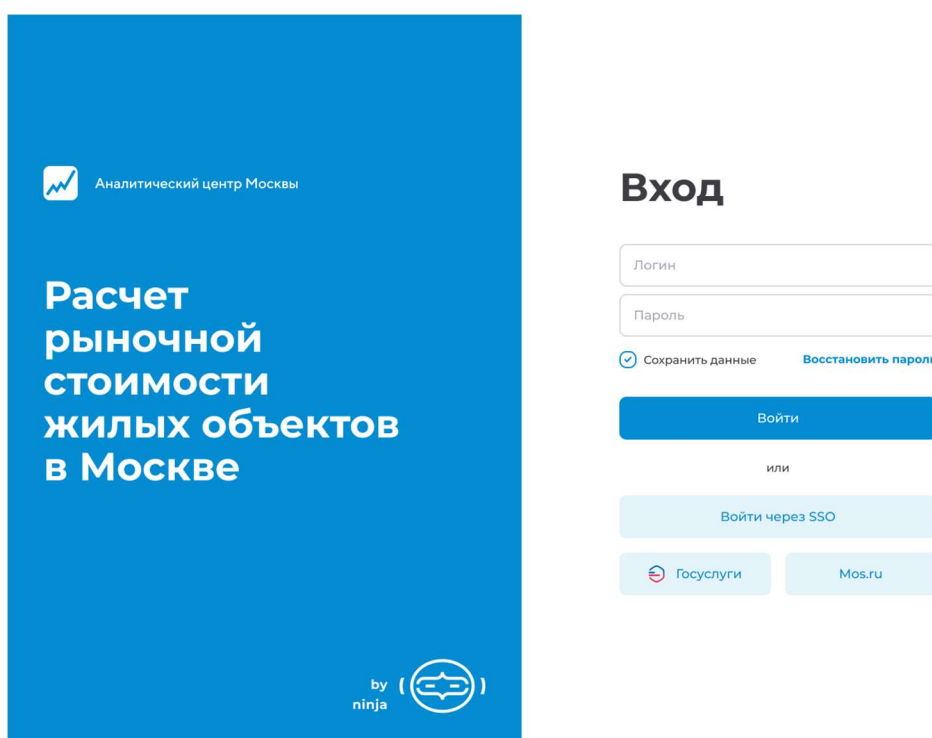 Аналитический центр Москвы
Расчет
рыночной
стоимости
жилых объектов
в Москве
by
ninja
Вход
Логин
Пароль
Сохранить данные
Восстановить парол
Войти
или
Войти через SSO
Госуслуги
Mos.ru